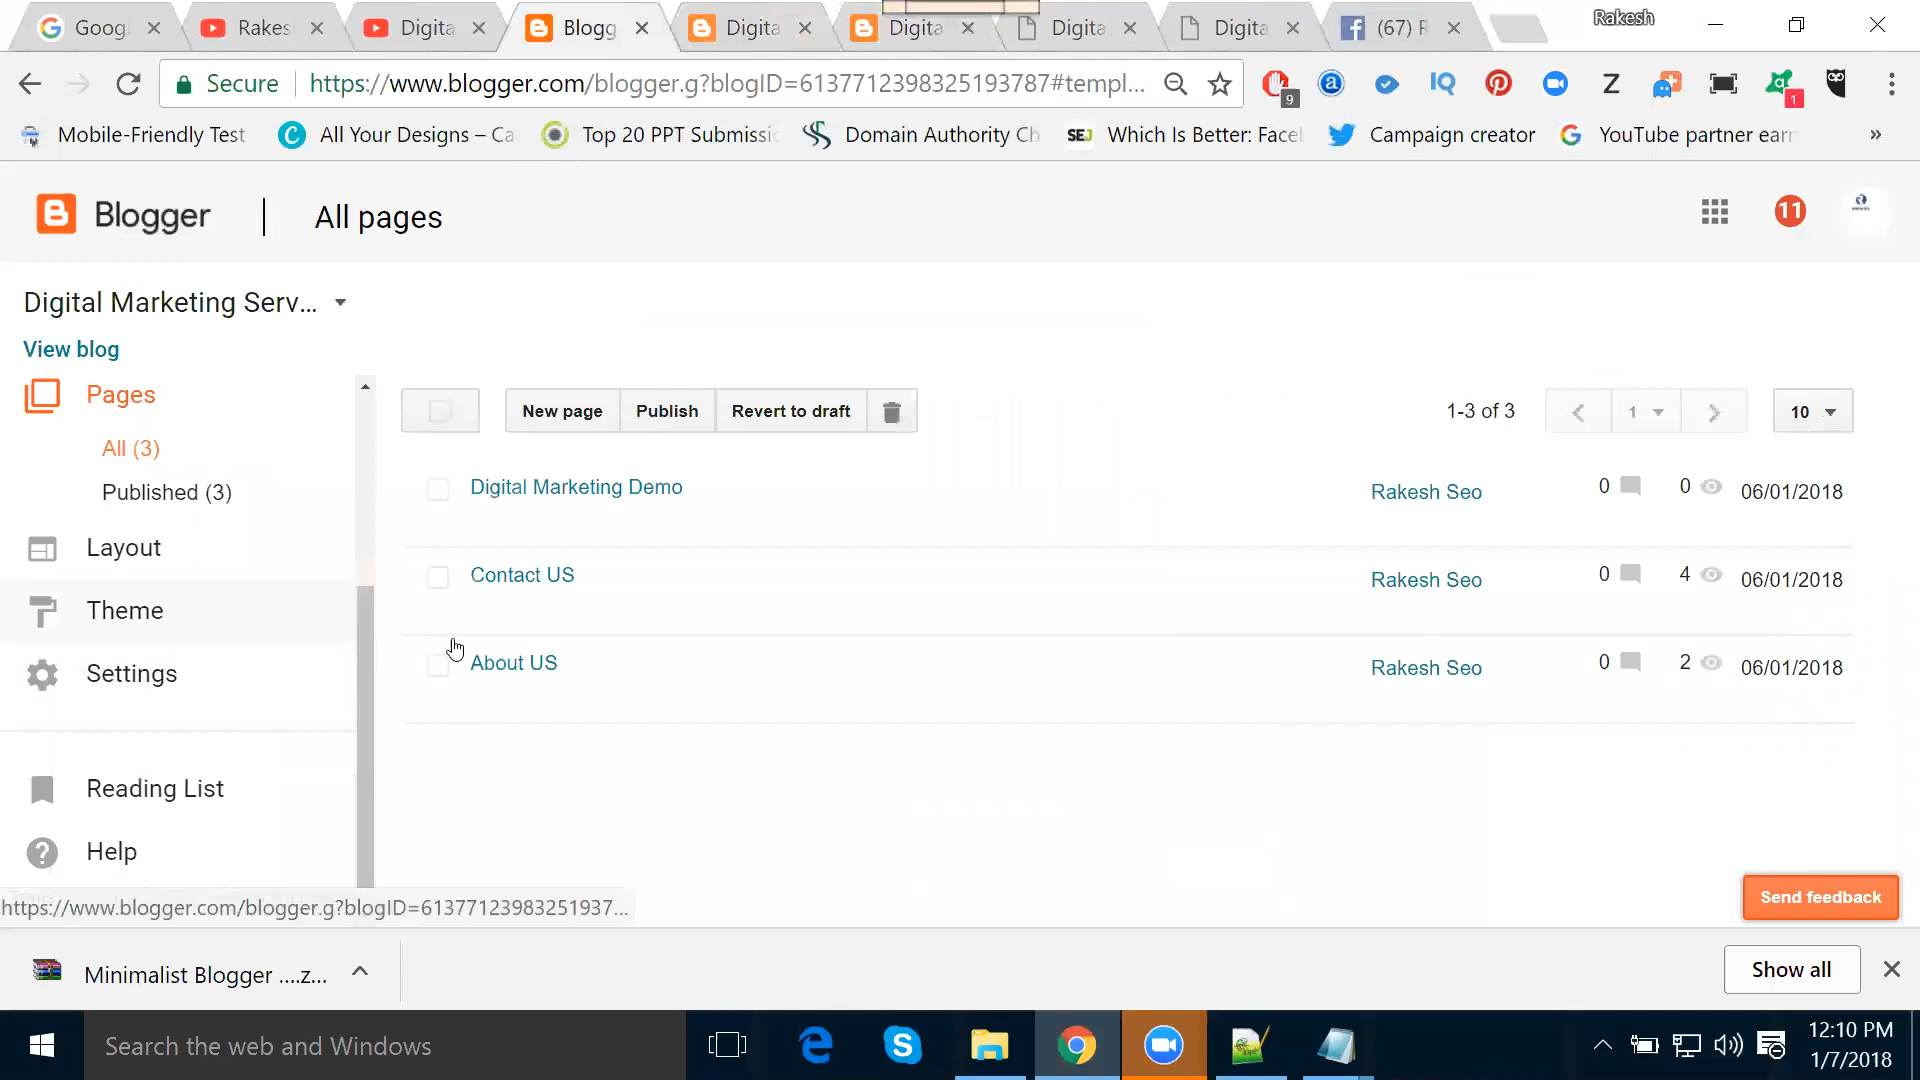 Goog
Rakes
Digita
Blogg
Digita
Digita
Digita
Digita
(67) R
Rakesh
Secure
https://www.blogger.com/blogger.g?blogID=6137712398325193787#templ...
9
1
Mobile-Friendly Test
All Your Designs – Ca
Top 20 PPT Submissi
Domain Authority Ch
SEJ
Which Is Better: Facel
Campaign creator
YouTube partner earn
»
Blogger
All pages
11
Digital Marketing Serv...
View blog
Pages
All (3)
Published (3)
Layout
Theme
Settings
Reading List
Help
New page
Publish
Revert to draft
1-3 of 3
1
10
Digital Marketing Demo
Rakesh Seo
0
0
06/01/2018
Contact US
Rakesh Seo
0
4
06/01/2018
About US
Rakesh Seo
0
2
06/01/2018
Send feedback
https://www.blogger.com/blogger.g?blogID=61377123983251937...
Minimalist Blogger ....z...
Show all
Search the web and Windows
12:10 PM
1/7/2018